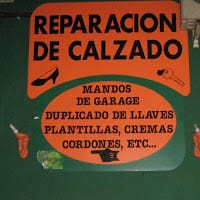 REPARACION
DE CALZADO
MANDOS
DE GARAGE
DUPLICADO DE LLAVES
PLANTILLAS, CREMAS
CORDONES, ETC...